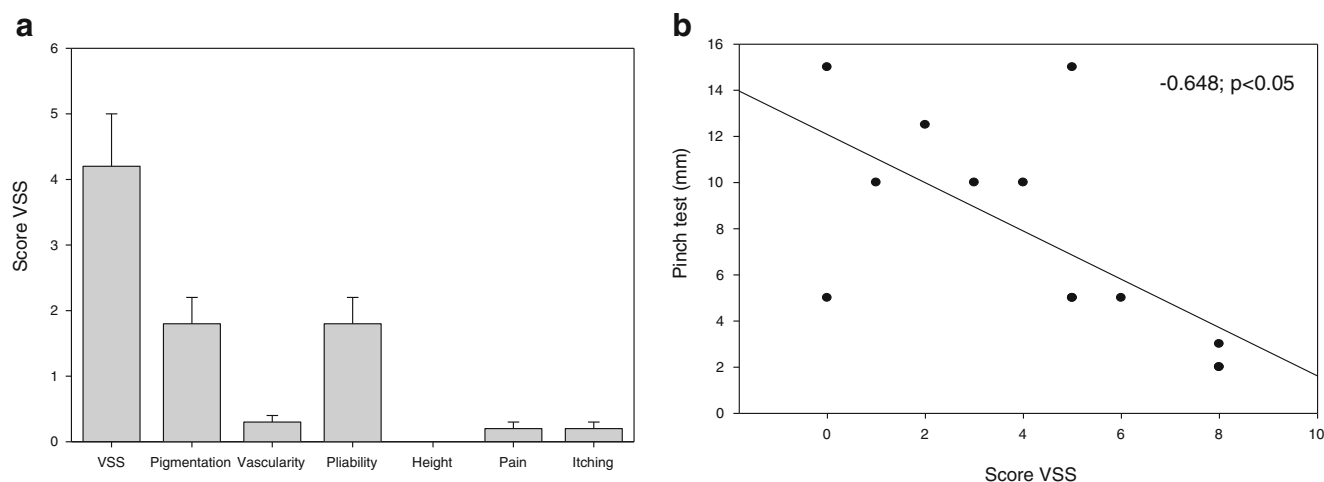 a
6
5
4
3
2
1
0
Score VSS
VSS Pigmentation Vascularity Pliability Height Pain Itching
b
16
14
12
10
8
6
4
2
0
Pinch test (mm)
-0.648; p<0.05
0 2 4 6 8 10
Score VSS